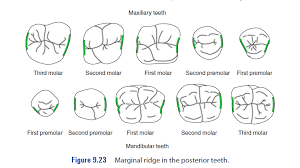 Maxillary teeth
Third molar Second molar First molar Second premolar First premolar
First premolar Second premolar First molar Second molar Third molar
Mandibular teeth
Figure 9.23 Marginal ridge in the posterior teeth.